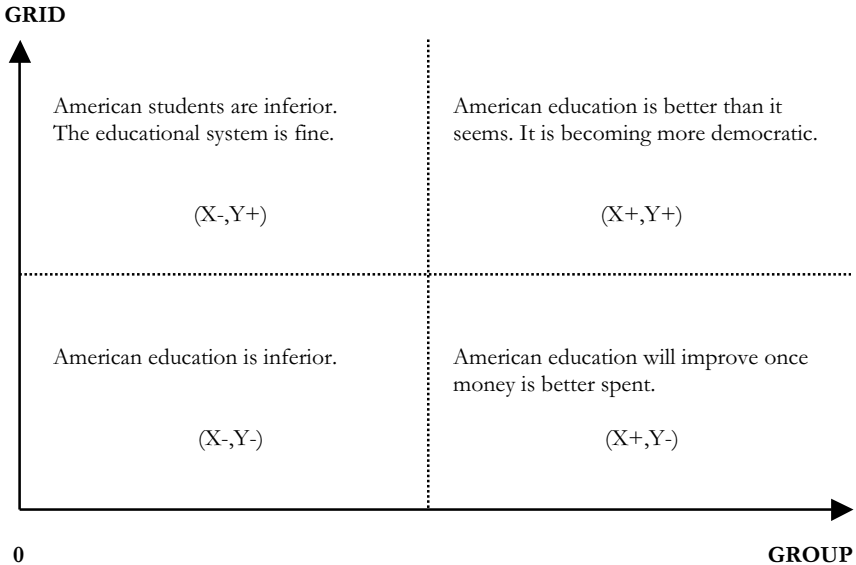 GRID
American students are inferior.
The educational system is fine.
(X-,Y+)
American education is better than it
seems. It is becoming more democratic.
(X+,Y+)
American education is inferior.
(X-,Y-)
American education will improve once
money is better spent.
(X+,Y-)
0
GROUP